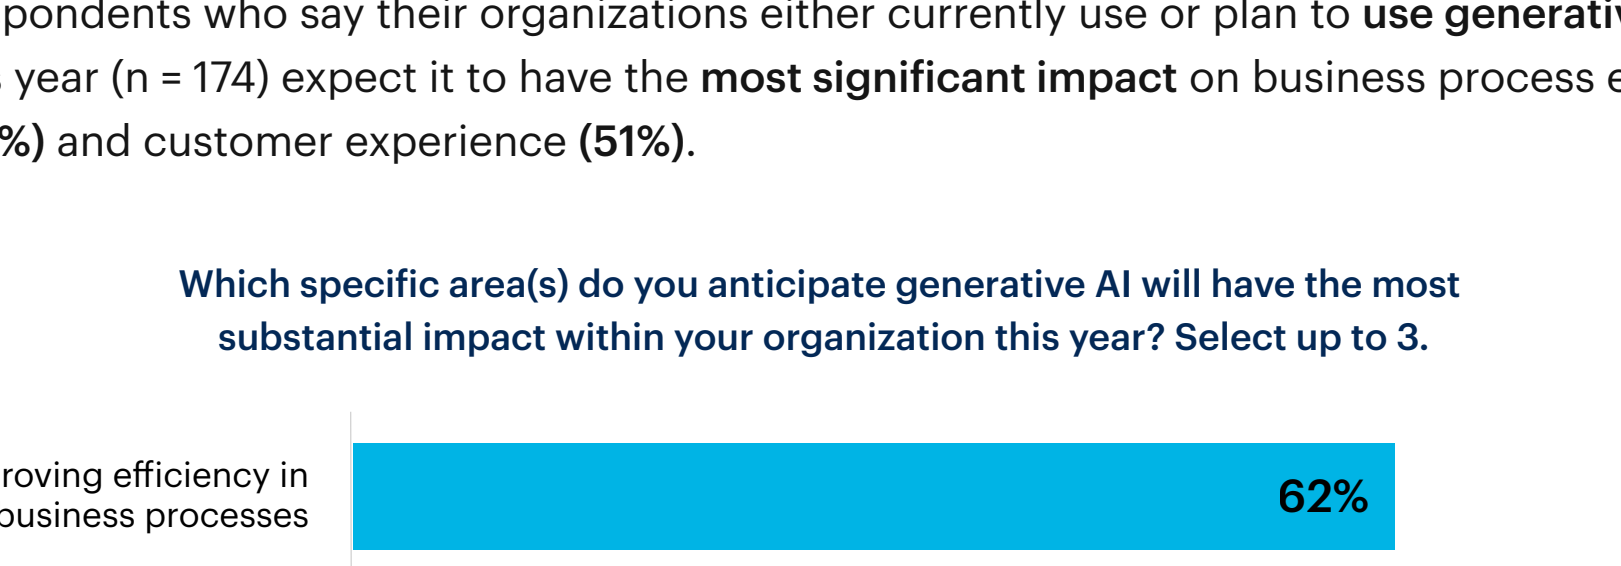 pondents who say their organizations either currently use or plan to use generativ
year (n = 174) expect it to have the most significant impact on business process e
%) and customer experience (51%).
Which specific area(s) do you anticipate generative AI will have the most
substantial impact within your organization this year? Select up to 3.
roving efficiency in
business processes
62%